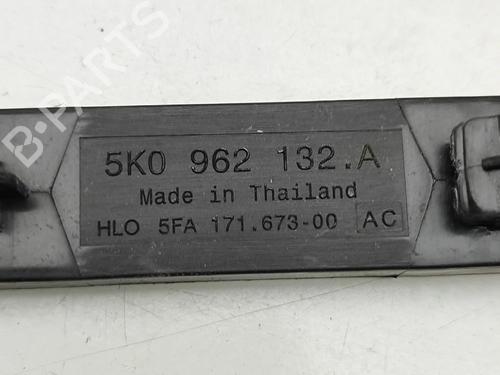 B-PARTS
5K0 962 132.A
Made in Thailand
HLO 5FA 171.673-00 AC